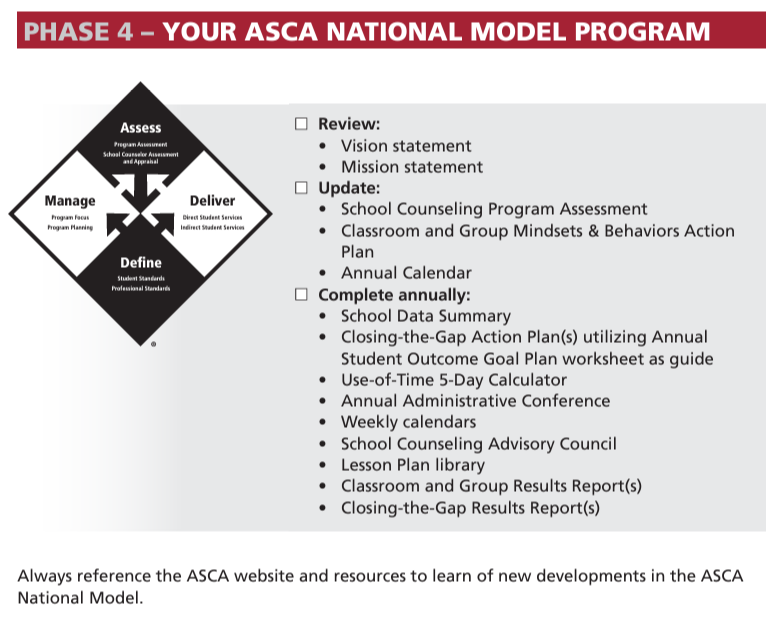 PHASE 4 – YOUR ASCA NATIONAL MODEL PROGRAM
Assess
Program Assessment
School Counselor Assessment
and Appraisal
Manage
Program Focus
Program Planning
Deliver
Direct Student Services
Indirect Student Services
Define
Student Standards
Professional Standards
®
☐ Review:
• Vision statement
• Mission statement
☐ Update:
• School Counseling Program Assessment
• Classroom and Group Mindsets & Behaviors Action
Plan
• Annual Calendar
☐ Complete annually:
• School Data Summary
• Closing-the-Gap Action Plan(s) utilizing Annual
Student Outcome Goal Plan worksheet as guide
• Use-of-Time 5-Day Calculator
• Annual Administrative Conference
• Weekly calendars
• School Counseling Advisory Council
• Lesson Plan library
• Classroom and Group Results Report(s)
• Closing-the-Gap Results Report(s)
Always reference the ASCA website and resources to learn of new developments in the ASCA
National Model.